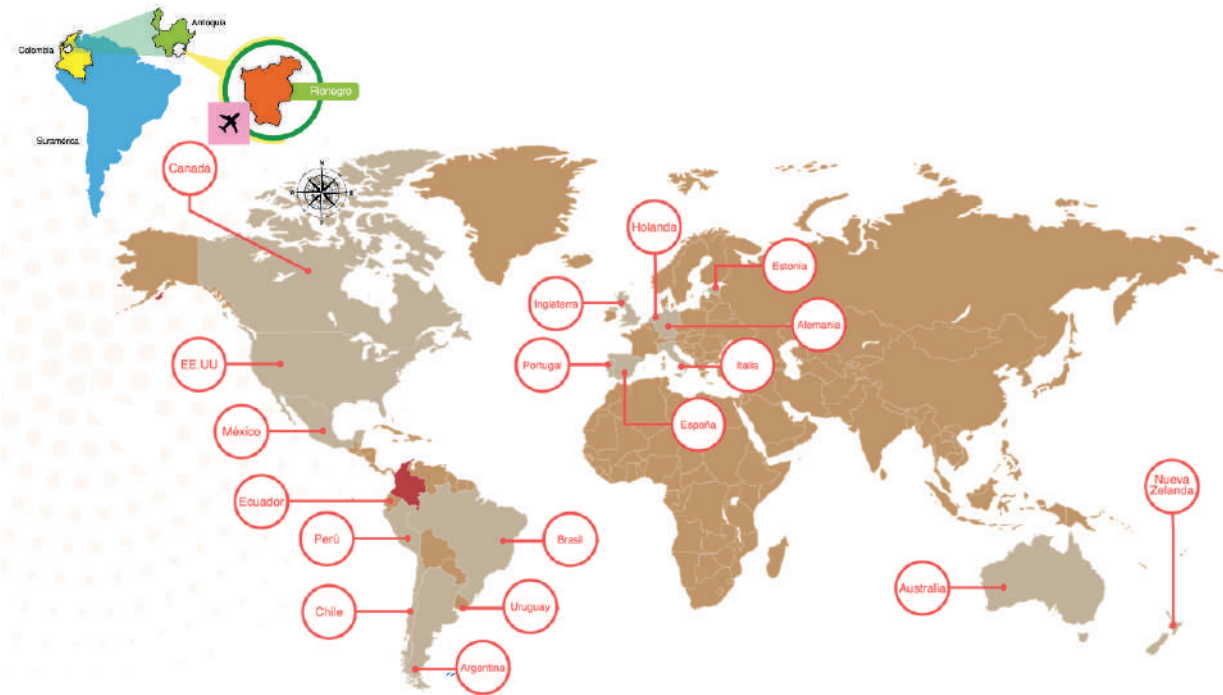 Antioquia
Colombia
Rionegro
Suramérica
Canadá
N
Holanda
Estonia
Inglaterra
Alemania
EE.UU
Portugal
Italia
México
España
Nueva
Zelanda
Ecuador
Perú
Brasil
Australia
Chile
Uruguay
Argentina